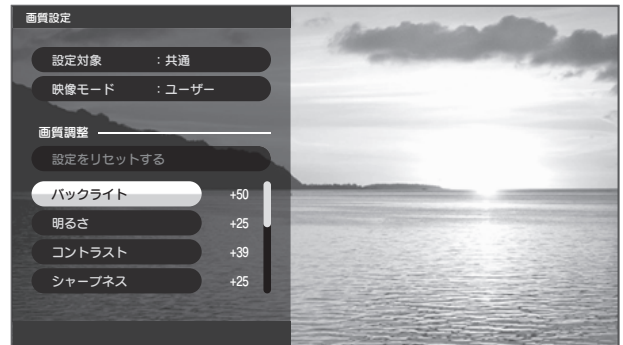 画質設定
設定対象 :共通
映像モード :ユーザー
画質調整
設定をリセットする
バックライト +50
明るさ +25
コントラスト +39
シャープネス +25